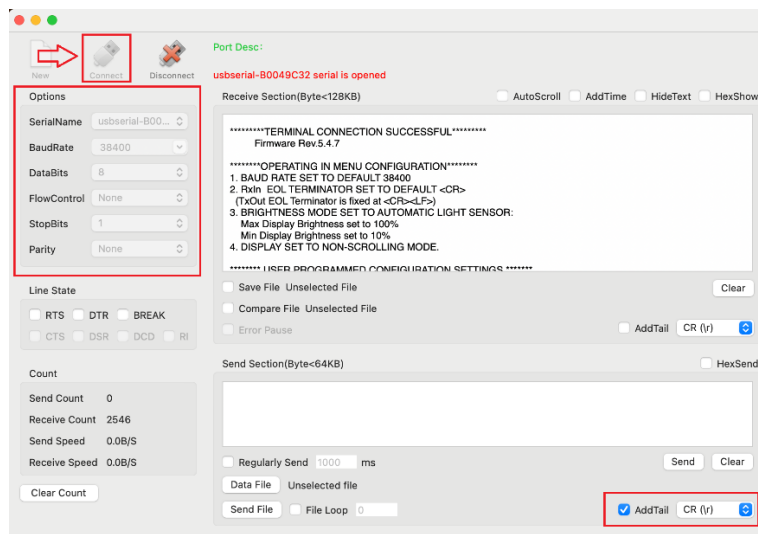 Port Desc:
New Connect Disconnect
usbserial-B0049C32 serial is opened
Options
SerialName usbserial-B00...
BaudRate 38400
DataBits 8
FlowControl None
StopBits 1
Parity None
Line State
RTS DTR BREAK
CTS DSR DCD RI
Count
Send Count 0
Receive Count 2546
Send Speed 0.0B/S
Receive Speed 0.0B/S
Clear Count
Receive Section(Byte<128KB) AutoScroll AddTime HideText HexShow
*********TERMINAL CONNECTION SUCCESSFUL*********
Firmware Rev.5.4.7
********OPERATING IN MENU CONFIGURATION********
1. BAUD RATE SET TO DEFAULT 38400
2. RxIn EOL TERMINATOR SET TO DEFAULT <CR>
(TxOut EOL Terminator is fixed at <CR><LF>)
3. BRIGHTNESS MODE SET TO AUTOMATIC LIGHT SENSOR:
Max Display Brightness set to 100%
Min Display Brightness set to 10%
4. DISPLAY SET TO NON-SCROLLING MODE.
******** USER PROGRAMMED CONFIGURATION SETTINGS *******
Save File Unselected File Clear
Compare File Unselected File
Error Pause AddTail CR (\r)
Send Section(Byte<64KB) HexSend
Regularly Send 1000 ms Send Clear
Data File Unselected file
Send File File Loop 0 AddTail CR (\r)